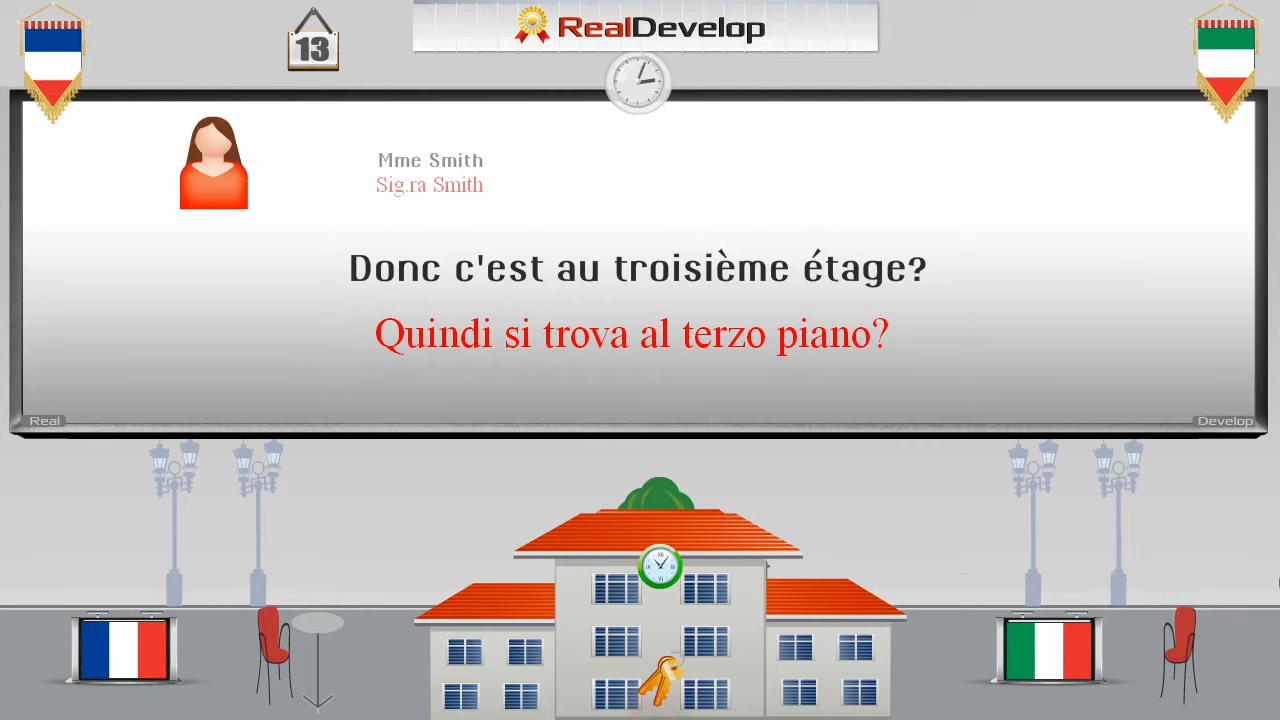 13
RealDevelop
Mme Smith
Sig.ra Smith
Donc c'est au troisième étage?
Quindi si trova al terzo piano?
Real
Develop